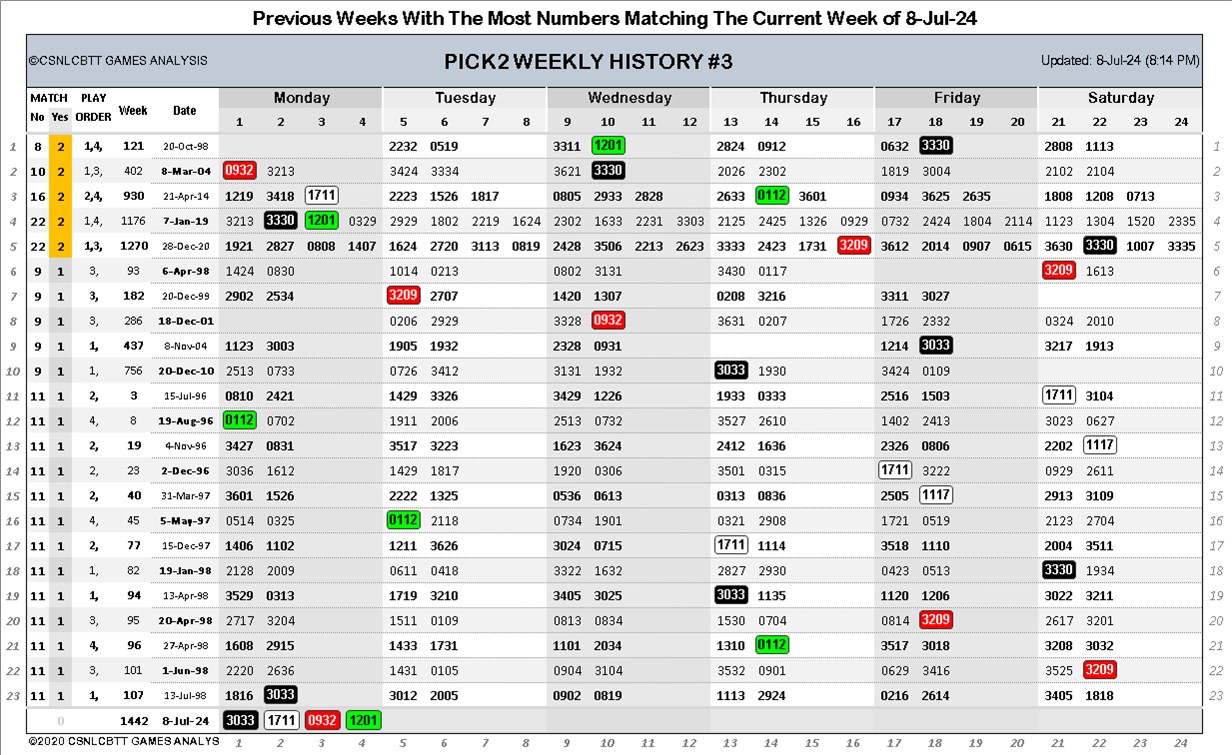 Previous Weeks With The Most Numbers Matching The Current Week of 8-Jul-24
©CSNLCBTT GAMES ANALYSIS PICK2 WEEKLY HISTORY #3 Updated: 8-Jul-24 (8:14 PM)
MATCH PLAY Week Date Monday Tuesday Wednesday Thursday Friday Saturday
No Yes ORDER 1 2 3 4 5 6 7 8 9 10 11 12 13 14 15 16 17 18 19 20 21 22 23 24
1 8 2 1,4, 121 20-Oct-98 2232 0519 3311 1201 2824 0912 0632 3330 2808 1113 1
2 10 2 1,3, 402 8-Mar-04 0932 3213 3424 3334 3621 3330 2026 2302 1819 3004 2102 2104 2
3 16 2 2,4, 930 21-Apr-14 1219 3418 1711 2223 1526 1817 0805 2933 2828 2633 0112 3601 0934 3625 2635 1808 1208 0713 3
4 22 2 1,4, 1176 7-Jan-19 3213 3330 1201 0329 2929 1802 2219 1624 2302 1633 2231 3303 2125 2425 1326 0929 0732 2424 1804 2114 1123 1304 1520 2335 4
5 22 2 1,3, 1270 28-Dec-20 1921 2827 0808 1407 1624 2720 3113 0819 2428 3506 2213 2623 3333 2423 1731 3209 3612 2014 0907 0615 3630 3330 1007 3335 5
6 9 1 3, 93 6-Apr-98 1424 0830 1014 0213 0802 3131 3430 0117 3209 1613 6
7 9 1 3, 182 20-Dec-99 2902 2534 3209 2707 1420 1307 0208 3216 3311 3027 7
8 9 1 3, 286 18-Dec-01 0206 2929 3328 0932 3631 0207 1726 2332 0324 2010 8
9 9 1 1, 437 8-Nov-04 1123 3003 1905 1932 2328 0931 1214 3033 3217 1913 9
10 9 1 1, 756 20-Dec-10 2513 0733 0726 3412 3131 1932 3033 1930 3424 0109 10
11 11 1 2, 3 15-Jul-96 0810 2421 1429 3326 3429 1226 1933 0333 2516 1503 1711 3104 11
12 11 1 4, 8 19-Aug-96 0112 0702 1911 2006 2513 0732 3527 2610 1402 2413 3023 0627 12
13 11 1 2, 19 4-Nov-96 3427 0831 3517 3223 1623 3624 2412 1636 2326 0806 2202 1117 13
14 11 1 2, 23 2-Dec-96 3036 1612 1429 1817 1920 0306 3501 0315 1711 3222 0929 2611 14
15 11 1 2, 40 31-Mar-97 3601 1526 2222 1325 0536 0613 0313 0836 2505 1117 2913 3109 15
16 11 1 4, 45 5-May-97 0514 0325 0112 2118 0734 1901 0321 2908 1721 0519 2123 2704 16
17 11 1 2, 77 15-Dec-97 1406 1102 1211 3626 3024 0715 1711 1114 3518 1110 2004 3511 17
18 11 1 1, 82 19-Jan-98 2128 2009 0611 0418 3322 1632 2827 2930 0423 0513 3330 1934 18
19 11 1 1, 94 13-Apr-98 3529 0313 1719 3210 3405 3025 3033 1135 1120 1206 3022 3211 19
20 11 1 3, 95 20-Apr-98 2717 3204 1511 0109 0813 0834 1530 0704 0814 3209 2617 3201 20
21 11 1 4, 96 27-Apr-98 1608 2915 1433 1731 1101 2034 1310 0112 3517 3018 3208 3032 21
22 11 1 3, 101 1-Jun-98 2220 2636 1431 0105 0904 3104 3532 0901 0629 3416 3525 3209 22
23 11 1 1, 107 13-Jul-98 1816 3033 3012 2005 0902 0819 1113 2924 0216 2614 3405 1818 23
0 1442 8-Jul-24 3033 1711 0932 1201
©2020 CSNLCBTT GAMES ANALYS 1 2 3 4 5 6 7 8 9 10 11 12 13 14 15 16 17 18 19 20 21 22 23 24